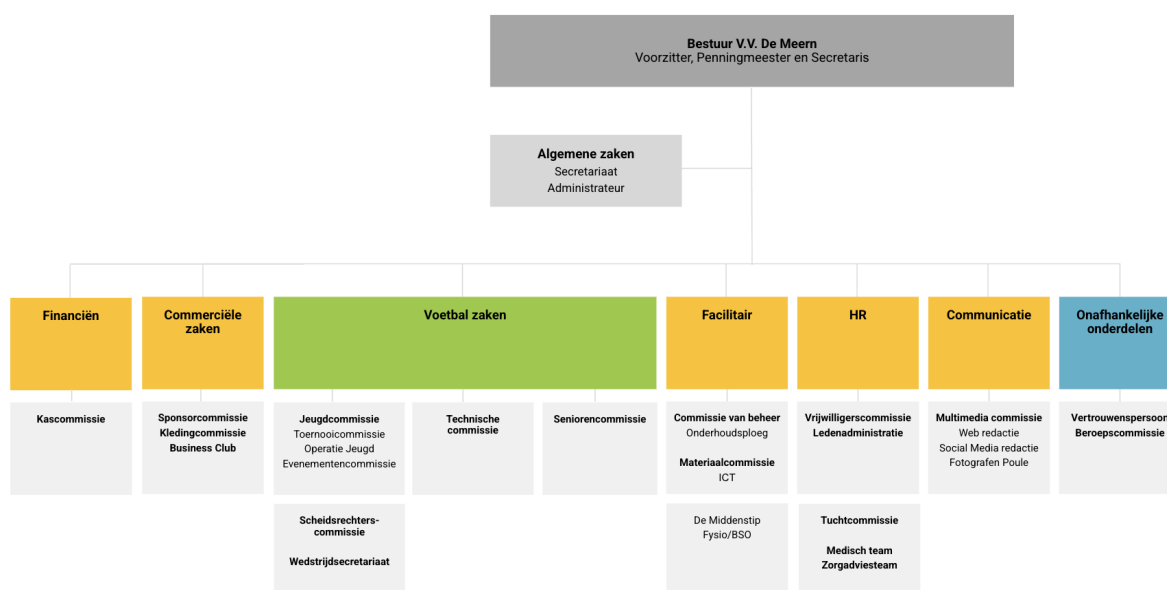 Bestuur V.V. De Meern
Voorzitter, Penningmeester en Secretaris
Algemene zaken
Secretariaat
Administrateur
Financiën
Commerciële
zaken
Voetbal zaken
Facilitair
HR
Communicatie
Onafhankelijke
onderdelen
Kascommissie
Sponsorcommissie
Kledingcommissie
Business Club
Jeugdcommissie
Toernooicommissie
Operatie Jeugd
Evenementencommissie
Technische
commissie
Seniorencommissie
Commissie van beheer
Onderhoudsploeg
Materiaalcommissie
ICT
Vrijwilligerscommissie
Ledenadministratie
Multimedia commissie
Web redactie
Social Media redactie
Fotografen Poule
Vertrouwenspersoon
Beroepscommissie
Scheidsrechters-
commissie
Wedstrijdsecretariaat
De Middenstip
Fysio/BSO
Tuchtcommissie
Medisch team
Zorgadviesteam